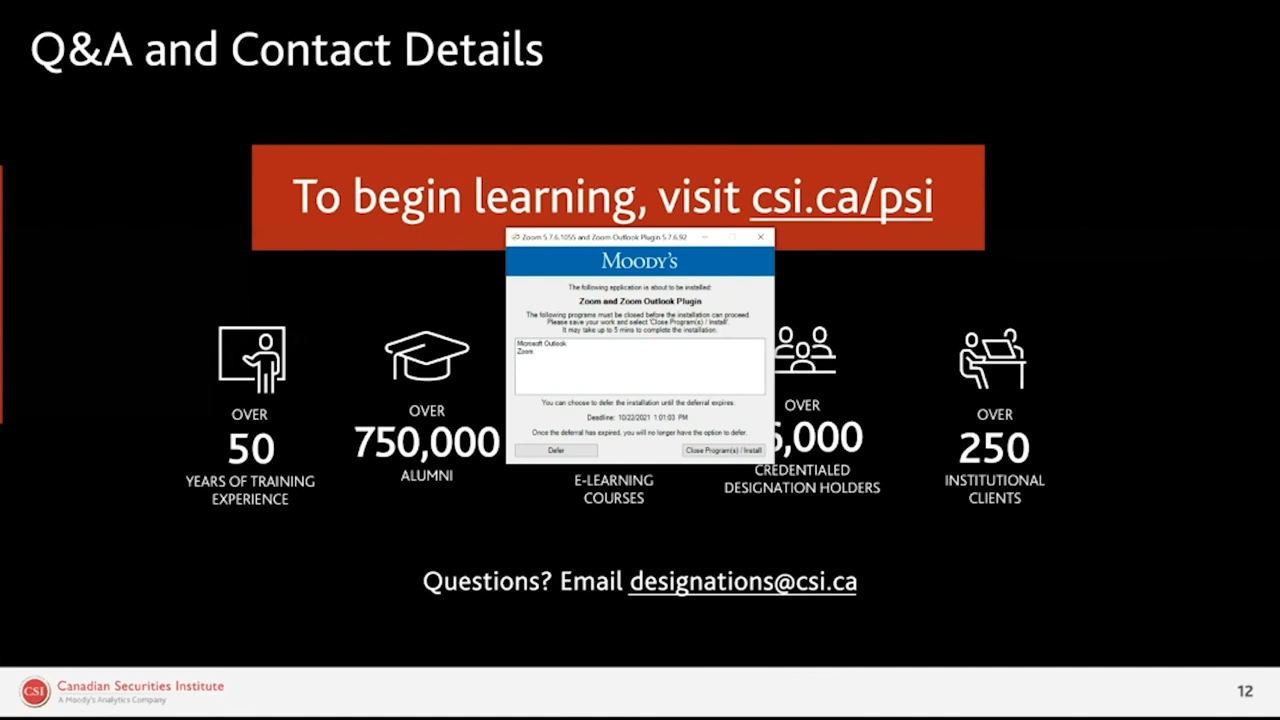 Q&A and Contact Details
To begin learning, visit csi.ca/psi
Zoom 5.7.6.1055 and Zoom Outlook Plugin 5.7.6.92
MOODY'S
The following application is about to be installed:
Zoom and Zoom Outlook Plugin
The following programs must be closed before the installation can proceed.
Please save your work and select 'Close Program(s) / Install'.
It may take up to 5 mins to complete the installation.
Microsoft Outlook
Zoom
You can choose to defer the installation until the deferral expires:
Deadline: 10/22/2021 1:01:03 PM
Once the deferral has expired, you will no longer have the option to defer.
Defer
Close Program(s) / Install
OVER
50
YEARS OF TRAINING
EXPERIENCE
OVER
750,000
ALUMNI
E-LEARNING
COURSES
OVER
,000
CREDENTIALED
DESIGNATION HOLDERS
OVER
250
INSTITUTIONAL
CLIENTS
Questions? Email designations@csi.ca
CSI
Canadian Securities Institute
A Moody's Analytics Company
12